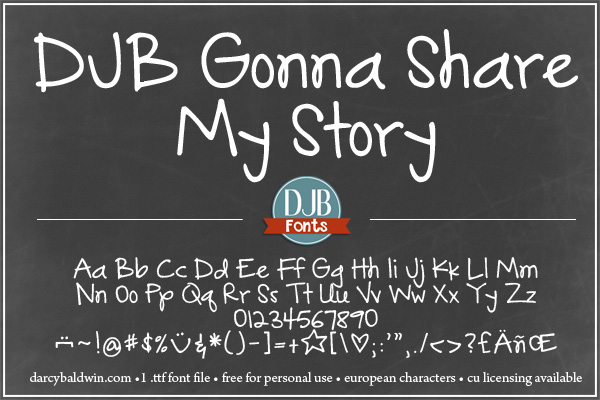 DJB Gonna Share
My Story
DJB
Fonts
Aa Bb Cc Dd Ee Ff Gg Hh Ii Jj Kk Ll Mm
Nn Oo Pp Qq Rr Ss Tt Uu Vv Ww Xx Yy Zz
01234567890
~!@#$%&*()-]=+☆[\♡;:'",./<>?£ÄñŒ
darcybaldwin.com • 1 .ttf font file • free for personal use • european characters • cu licensing available